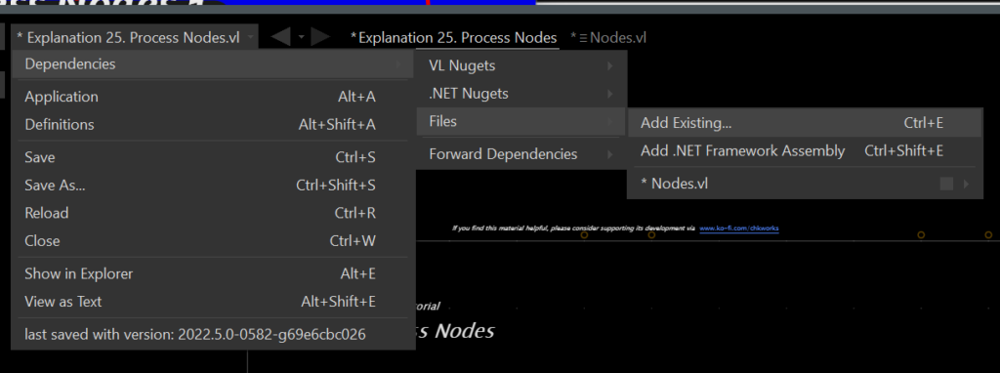 * Explanation 25. Process Nodes.vl
*Explanation 25. Process Nodes
* Nodes.vl
Dependencies
Application Alt+A
Definitions Alt+Shift+A
Save Ctrl+S
Save As... Ctrl+Shift+S
Reload Ctrl+R
Close Ctrl+W
Show in Explorer Alt+E
View as Text Alt+Shift+E
last saved with version: 2022.5.0-0582-g69e6cbc026
VL Nugets
.NET Nugets
Files
Forward Dependencies
Add Existing... Ctrl+E
Add .NET Framework Assembly Ctrl+Shift+E
* Nodes.vl
If you find this material helpful, please consider supporting its development via www.ko-fi.com/chkworks
orial
ss Nodes